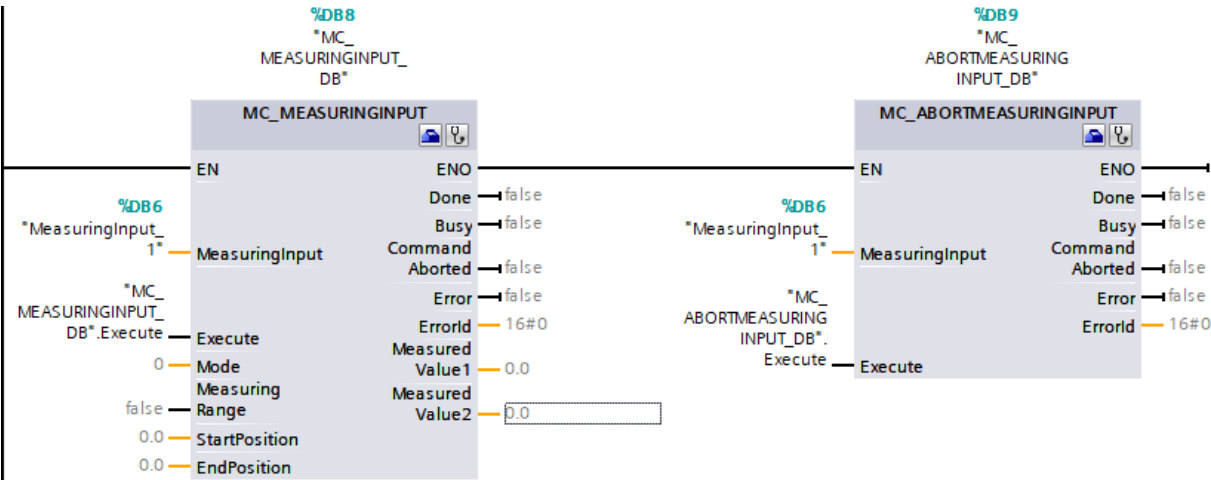 %DB8
"MC_
MEASURINGINPUT_
DB"
MC_MEASURINGINPUT
EN
ENO
Done
false
Busy
false
Command
Aborted
false
Error
false
ErrorId
16#0
Measured
Value1
0.0
Measured
Value2
0.0
%DB6
"MeasuringInput_
1"
MeasuringInput
"MC_
MEASURINGINPUT_
DB".Execute
Execute
0
Mode
Measuring
false
Range
0.0
StartPosition
0.0
EndPosition
%DB9
"MC_
ABORTMEASURING
INPUT_DB"
MC_ABORTMEASURINGINPUT
EN
ENO
Done
false
Busy
false
Command
Aborted
false
Error
false
ErrorId
16#0
%DB6
"MeasuringInput_
1"
MeasuringInput
"MC_
ABORTMEASURING
INPUT_DB".
Execute
Execute